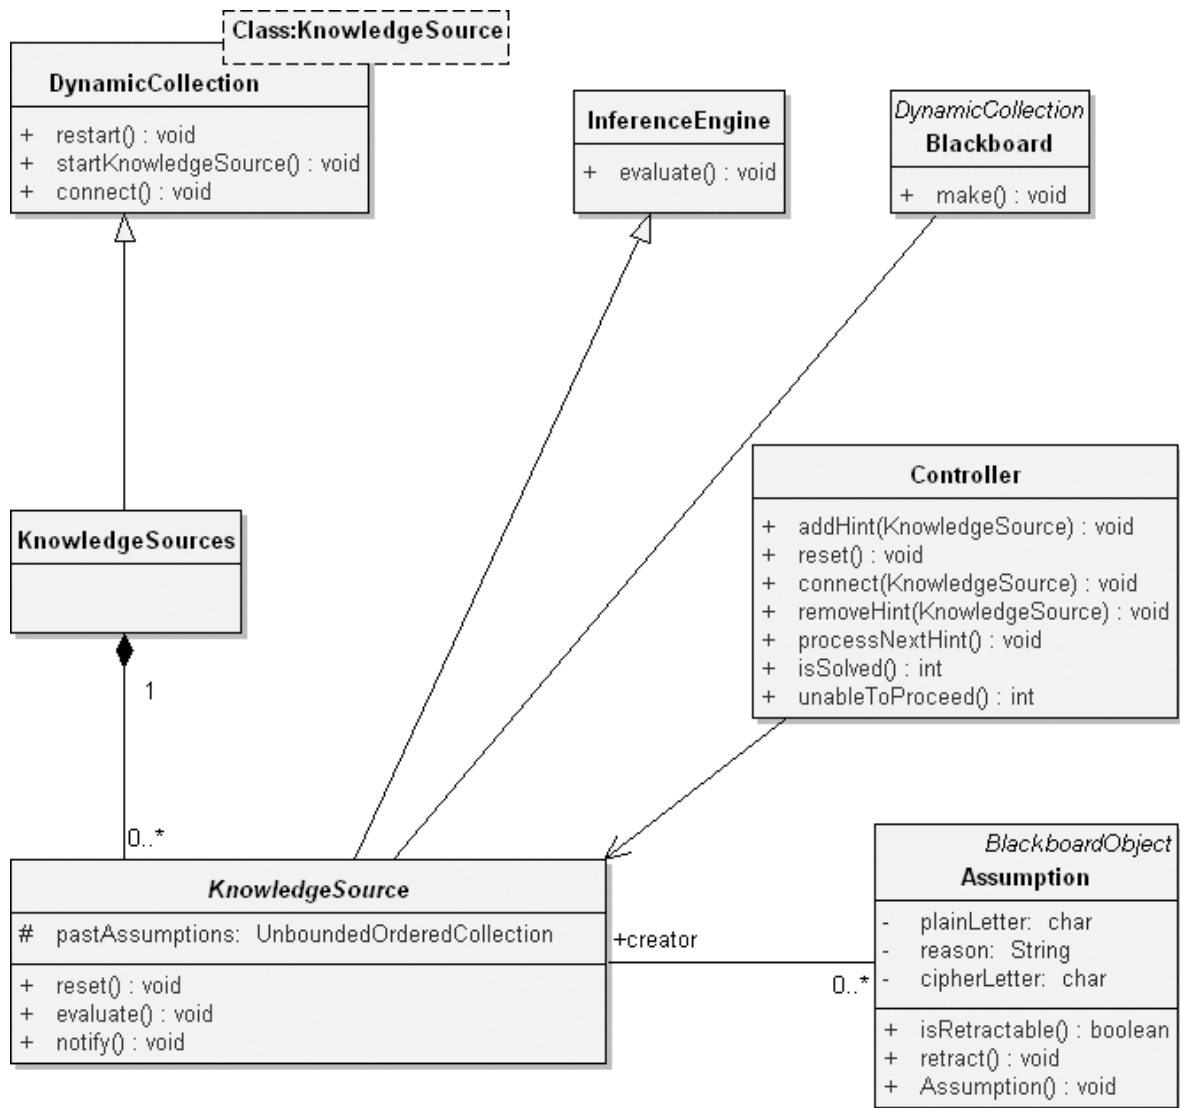 Class:KnowledgeSource
DynamicCollection
+ restart() : void
+ startKnowledgeSource() : void
+ connect() : void
InferenceEngine
+ evaluate() : void
DynamicCollection
Blackboard
+ make() : void
Controller
+ addHint(KnowledgeSource) : void
+ reset() : void
+ connect(KnowledgeSource) : void
+ removeHint(KnowledgeSource) : void
+ processNextHint() : void
+ isSolved() : int
+ unableToProceed() : int
KnowledgeSources
1
0..*
KnowledgeSource
# pastAssumptions: UnboundedOrderedCollection
+ reset() : void
+ evaluate() : void
+ notify() : void
+creator
0..*
BlackboardObject
Assumption
- plainLetter: char
- reason: String
- cipherLetter: char
+ isRetractable() : boolean
+ retract() : void
+ Assumption() : void